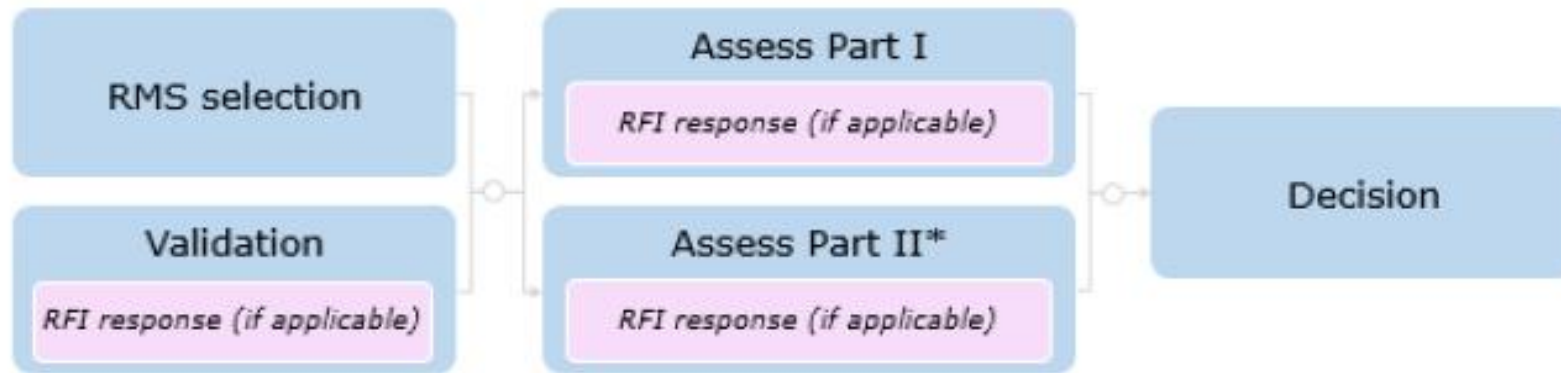 RMS selection
Validation
RFI response (if applicable)
Assess Part I
RFI response (if applicable)
Assess Part II*
RFI response (if applicable)
Decision